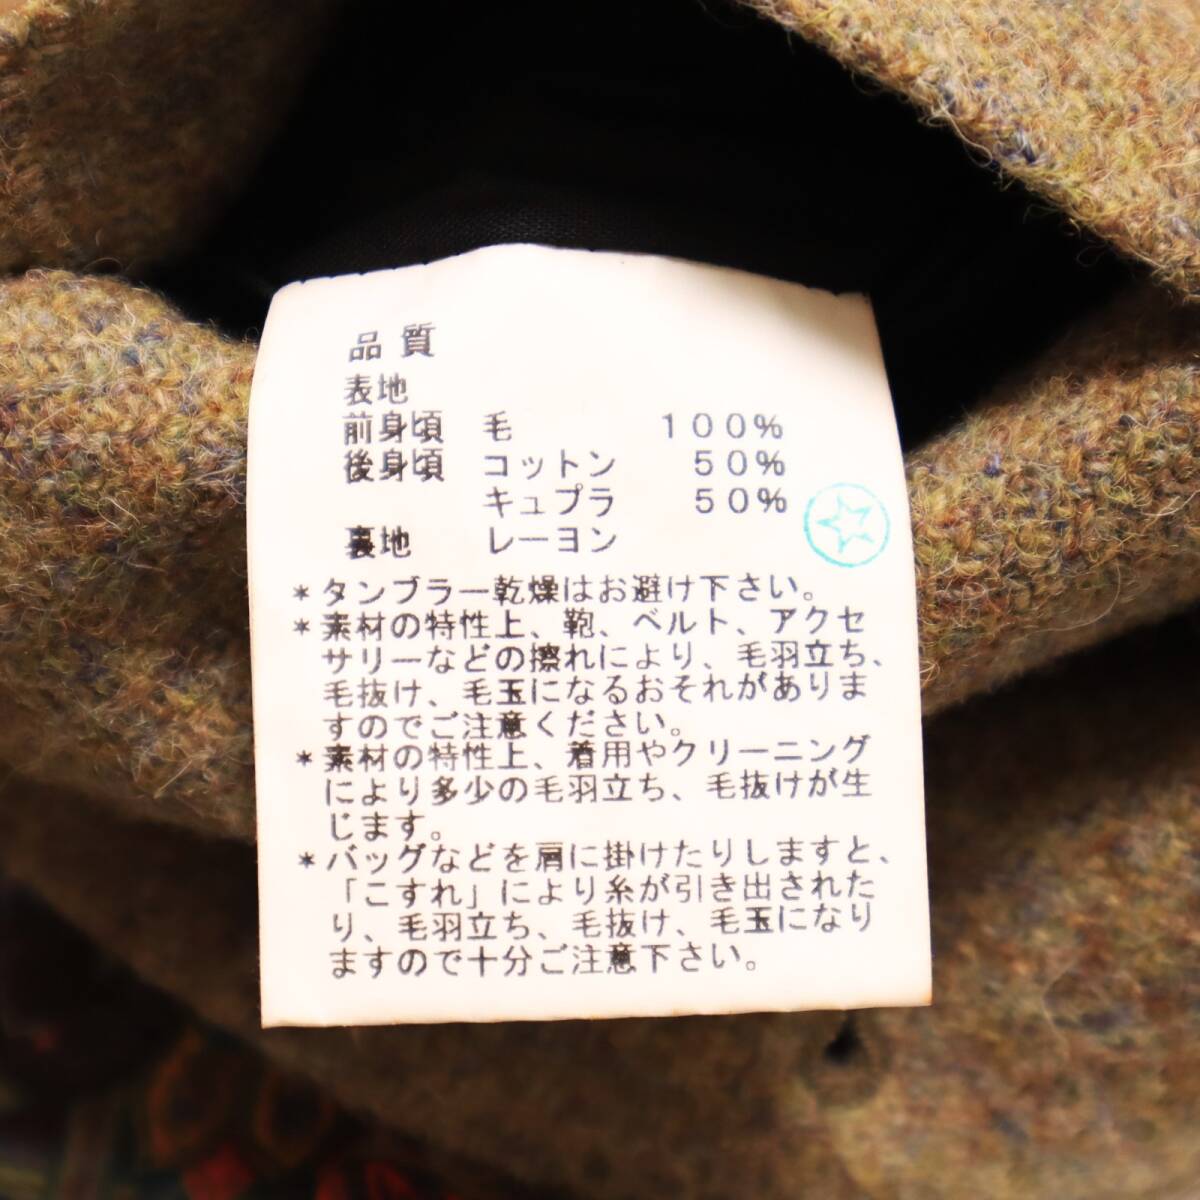 品質
表地
前身頃 毛 100%
後身頃 コットン 50%
キュプラ 50%
裏地 レーヨン
*タンブラー乾燥はお避け下さい。
*素材の特性上、鞄、ベルト、アクセ
サリーなどの擦れにより、毛羽立ち、
毛抜け、毛玉になるおそれがありま
すのでご注意ください。
*素材の特性上、着用やクリーニング
により多少の毛羽立ち、毛抜けが生
じます。
*バッグなどを肩に掛けたりしますと、
「こすれ」により糸が引き出された
り、毛羽立ち、毛抜け、毛玉になり
ますので十分ご注意下さい。